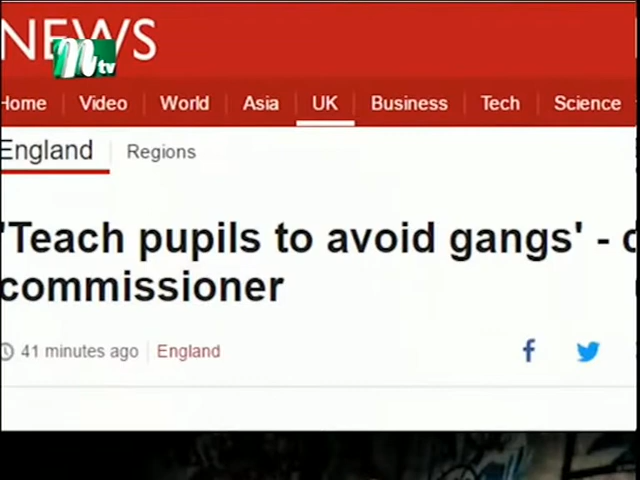 NEWS
ntv
Home Video World Asia UK Business Tech Science
England Regions
'Teach pupils to avoid gangs' -
commissioner
41 minutes ago England